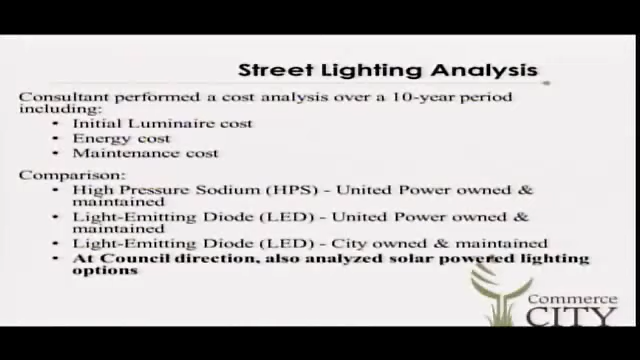 Street Lighting Analysis
Consultant performed a cost analysis over a 10-year period
including:
• Initial Luminaire cost
• Energy cost
• Maintenance cost
Comparison:
• High Pressure Sodium (HPS) - United Power owned &
maintained
• Light-Emitting Diode (LED) - United Power owned &
maintained
• Light-Emitting Diode (LED) - City owned & maintained
• At Council direction, also analyzed solar powered lighting
options
Commerce
CITY